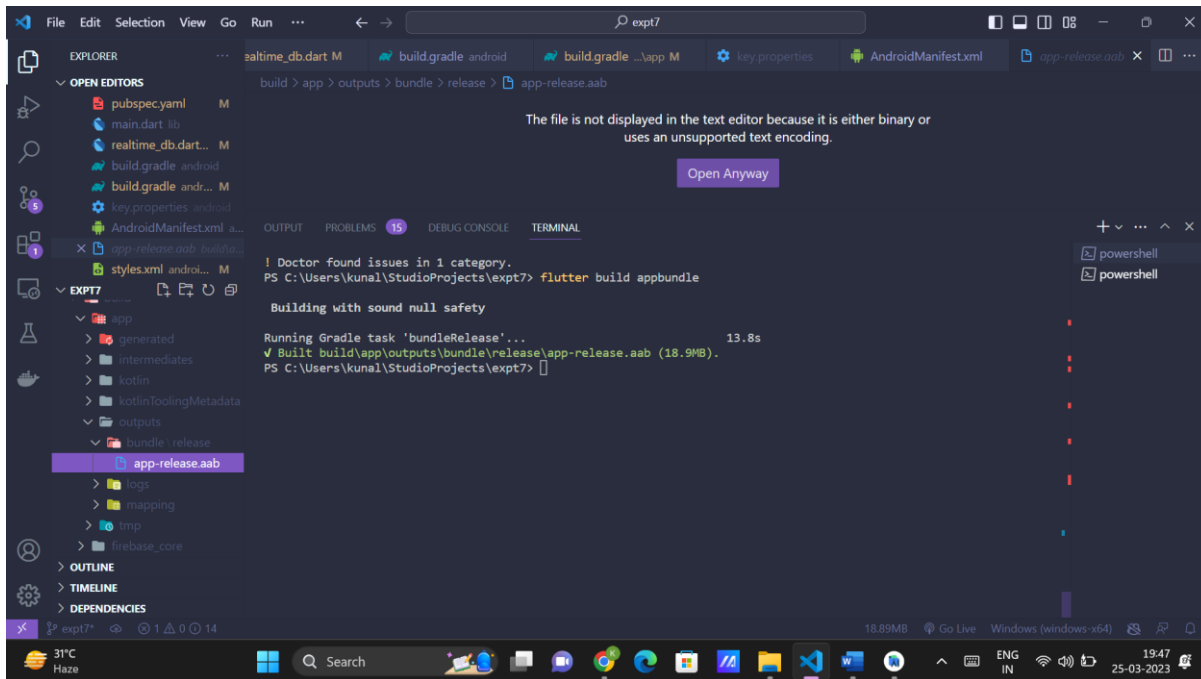 File Edit Selection View Go Run ··· ← → expt7
EXPLORER ···
OPEN EDITORS
pubspec.yaml M
main.dart lib
realtime_db.dart... M
build.gradle android
build.gradle andr... M
key.properties android
AndroidManifest.xml a...
app-release.aab build\a...
styles.xml androi... M
EXPT7
app
generated
intermediates
kotlin
kotlinToolingMetadata
outputs
bundle\release
app-release.aab
logs
mapping
tmp
firebase_core
OUTLINE
TIMELINE
DEPENDENCIES
ealtime_db.dart M build.gradle android build.gradle ...\app M key.properties AndroidManifest.xml app-release.aab
build > app > outputs > bundle > release > app-release.aab
The file is not displayed in the text editor because it is either binary or
uses an unsupported text encoding.
Open Anyway
OUTPUT PROBLEMS 15 DEBUG CONSOLE TERMINAL
! Doctor found issues in 1 category.
PS C:\Users\kunal\StudioProjects\expt7> flutter build appbundle
Building with sound null safety
Running Gradle task 'bundleRelease'... 13.8s
√ Built build\app\outputs\bundle\release\app-release.aab (18.9MB).
PS C:\Users\kunal\StudioProjects\expt7>
powershell
powershell
5
1
expt7* 1 0 14 18.89MB Go Live Windows (windows-x64)
31°C
Haze
Search
ENG
IN
19:47
25-03-2023